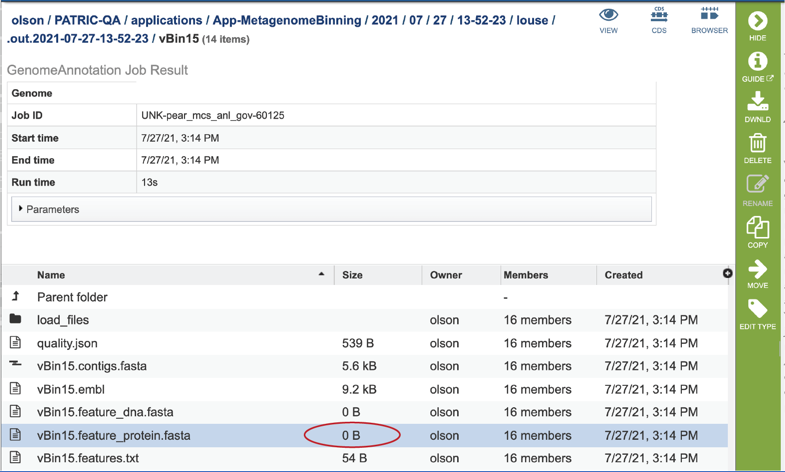 olson / PATRIC-QA / applications / App-MetagenomeBinning / 2021 / 07 / 27 / 13-52-23 / louse /
.out.2021-07-27-13-52-23 / vBin15 (14 items)
VIEW
CDS
CDS
BROWSER
HIDE
GUIDE
DWNLD
DELETE
RENAME
COPY
MOVE
EDIT TYPE
GenomeAnnotation Job Result
Genome
Job ID UNK-pear_mcs_anl_gov-60125
Start time 7/27/21, 3:14 PM
End time 7/27/21, 3:14 PM
Run time 13s
Parameters
Name Size Owner Members Created
Parent folder -
load_files olson 16 members 7/27/21, 3:14 PM
quality.json 539 B olson 16 members 7/27/21, 3:14 PM
vBin15.contigs.fasta 5.6 kB olson 16 members 7/27/21, 3:14 PM
vBin15.embl 9.2 kB olson 16 members 7/27/21, 3:14 PM
vBin15.feature_dna.fasta 0 B olson 16 members 7/27/21, 3:14 PM
vBin15.feature_protein.fasta 0 B olson 16 members 7/27/21, 3:14 PM
vBin15.features.txt 54 B olson 16 members 7/27/21, 3:14 PM